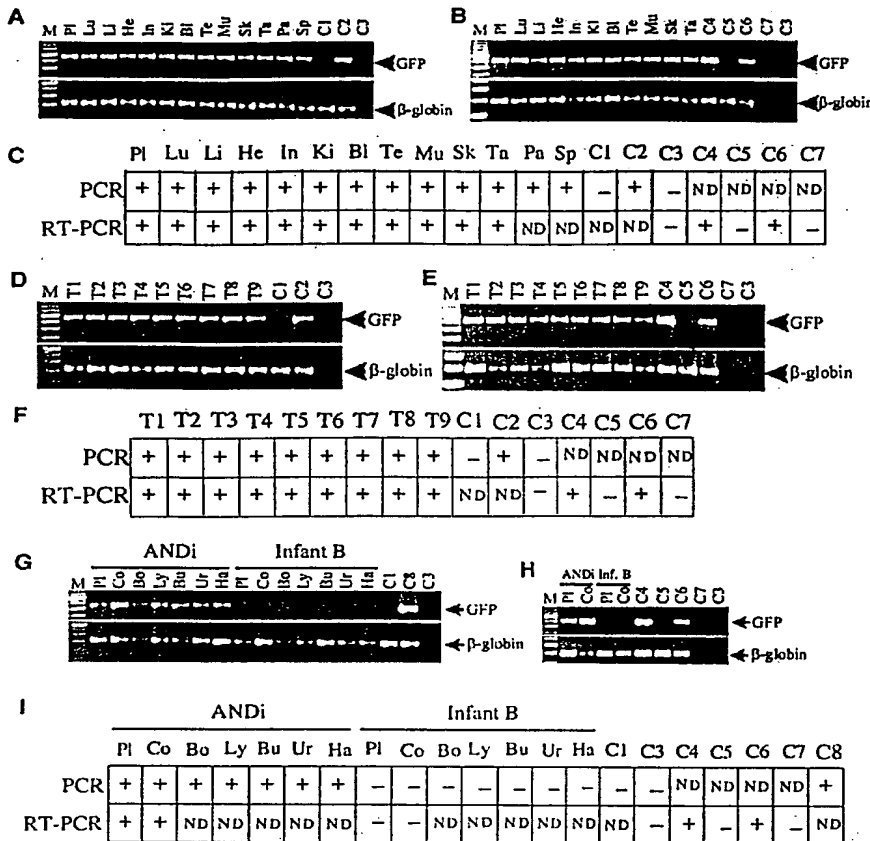 A
M Pl Lu Li He In Ki Bl Te Mu Sk Ta Pa Sp C1 C2 C3
GFP
β-globin
B
M Pl Lu Li He In Ki Bl Te Mu Sk Ta C4 C5 C6 C7 C3
GFP
β-globin
C
Pl Lu Li He In Ki Bl Te Mu Sk Ta Pa Sp C1 C2 C3 C4 C5 C6 C7
PCR + + + + + + + + + + + + + − + − ND ND ND ND
RT-PCR + + + + + + + + + + + ND ND ND ND − + − + −
D
M T1 T2 T3 T4 T5 T6 T7 T8 T9 C1 C2 C3
GFP
β-globin
E
M T1 T2 T3 T4 T5 T6 T7 T8 T9 C4 C5 C6 C7 C3
GFP
β-globin
F
T1 T2 T3 T4 T5 T6 T7 T8 T9 C1 C2 C3 C4 C5 C6 C7
PCR + + + + + + + + + − + − ND ND ND ND
RT-PCR + + + + + + + + + ND ND − + − + −
G
ANDi Infant B
M Pl Co Bo Ly Bu Ur Ha Pl Co Bo Ly Bu Ur Ha C1 C8 C3
GFP
β-globin
H
ANDi Inf. B
M Pl Co Pl Co C4 C5 C6 C7 C3
GFP
β-globin
I
ANDi Infant B
Pl Co Bo Ly Bu Ur Ha Pl Co Bo Ly Bu Ur Ha C1 C3 C4 C5 C6 C7 C8
PCR + + + + + + + − − − − − − − − − ND ND ND ND +
RT-PCR + + ND ND ND ND ND − − ND ND ND ND ND ND − + − + − ND